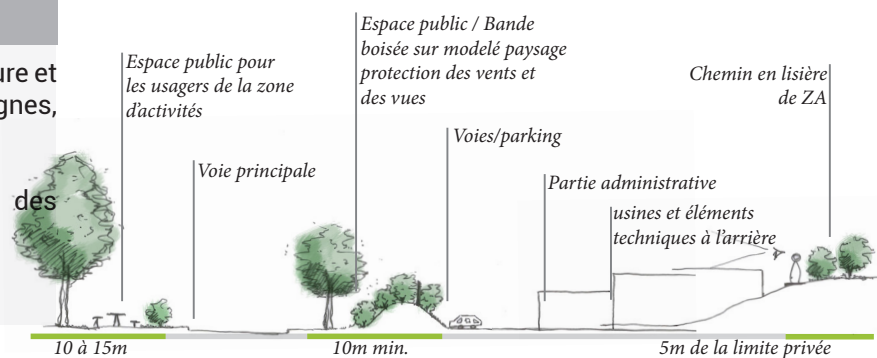 ure et
gnes,
des
Espace public pour
les usagers de la zone
d'activités
Voie principale
Espace public / Bande
boisée sur modelé paysage
protection des vents et
des vues
Voies/parking
Partie administrative
usines et éléments
techniques à l'arrière
Chemin en lisière
de ZA
10 à 15m
10m min.
5m de la limite privée